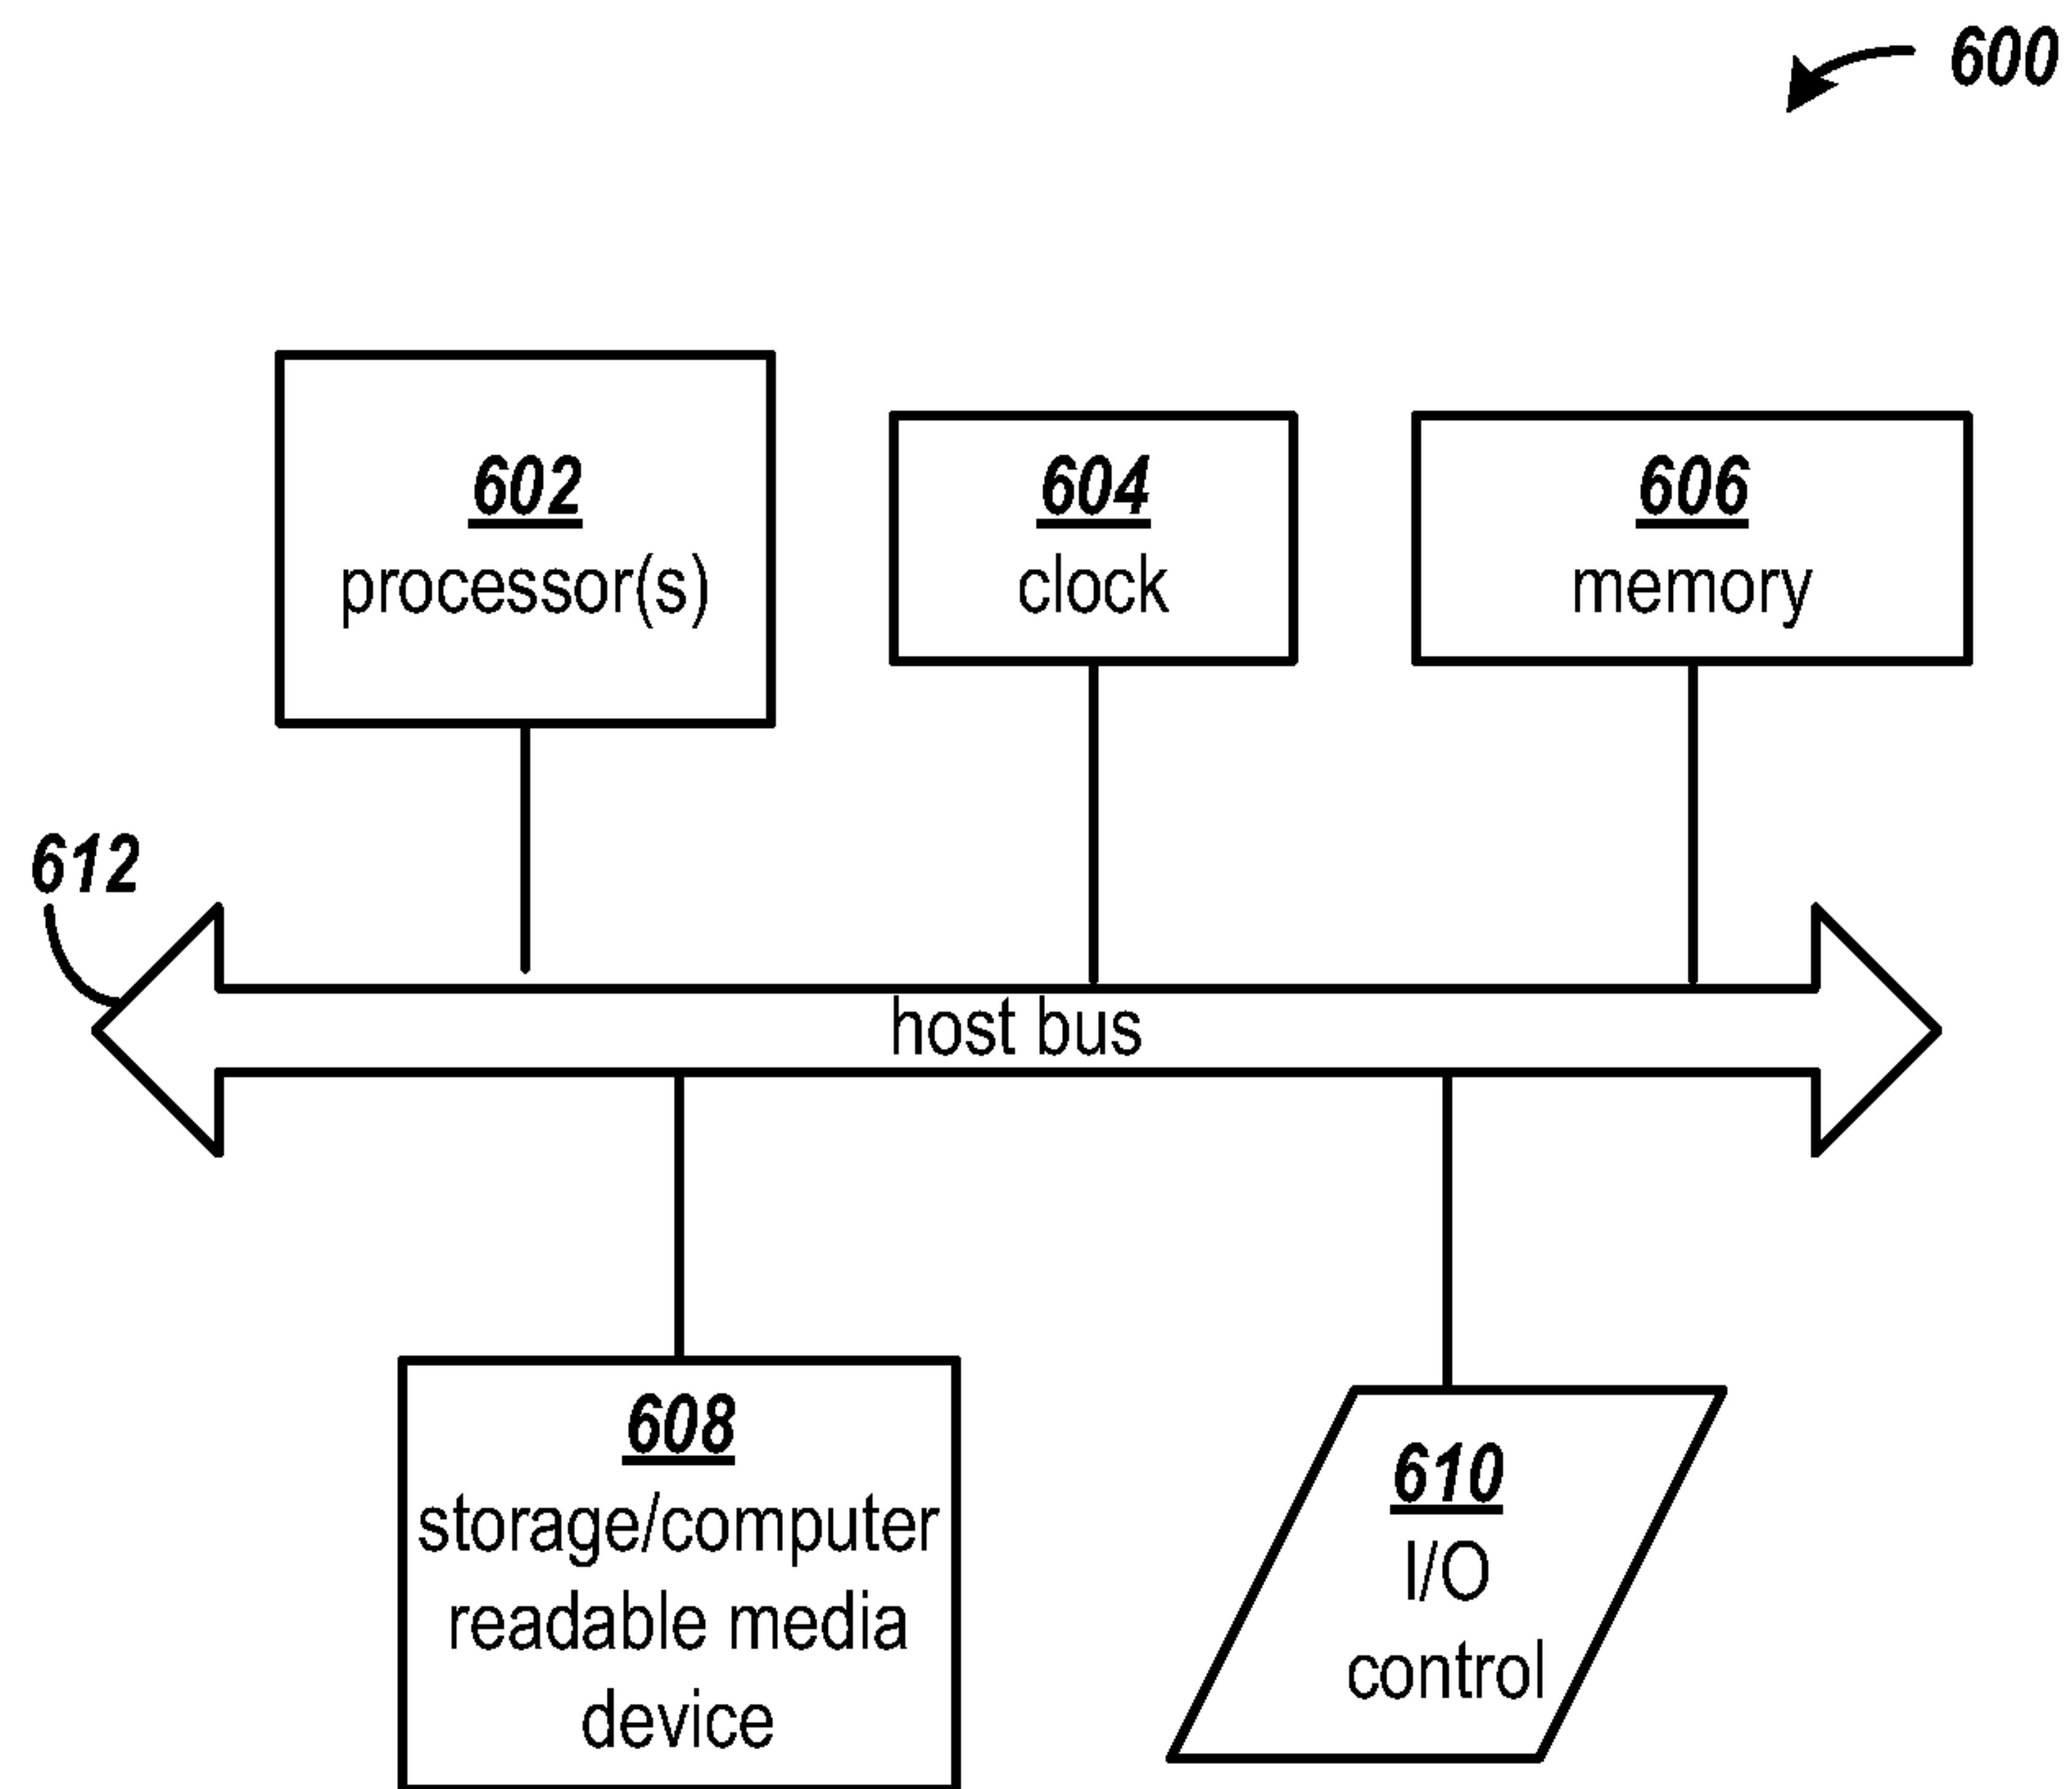 600
602
processor(s)
604
clock
606
memory
612
host bus
608
storage/computer
readable media
device
610
I/O
control